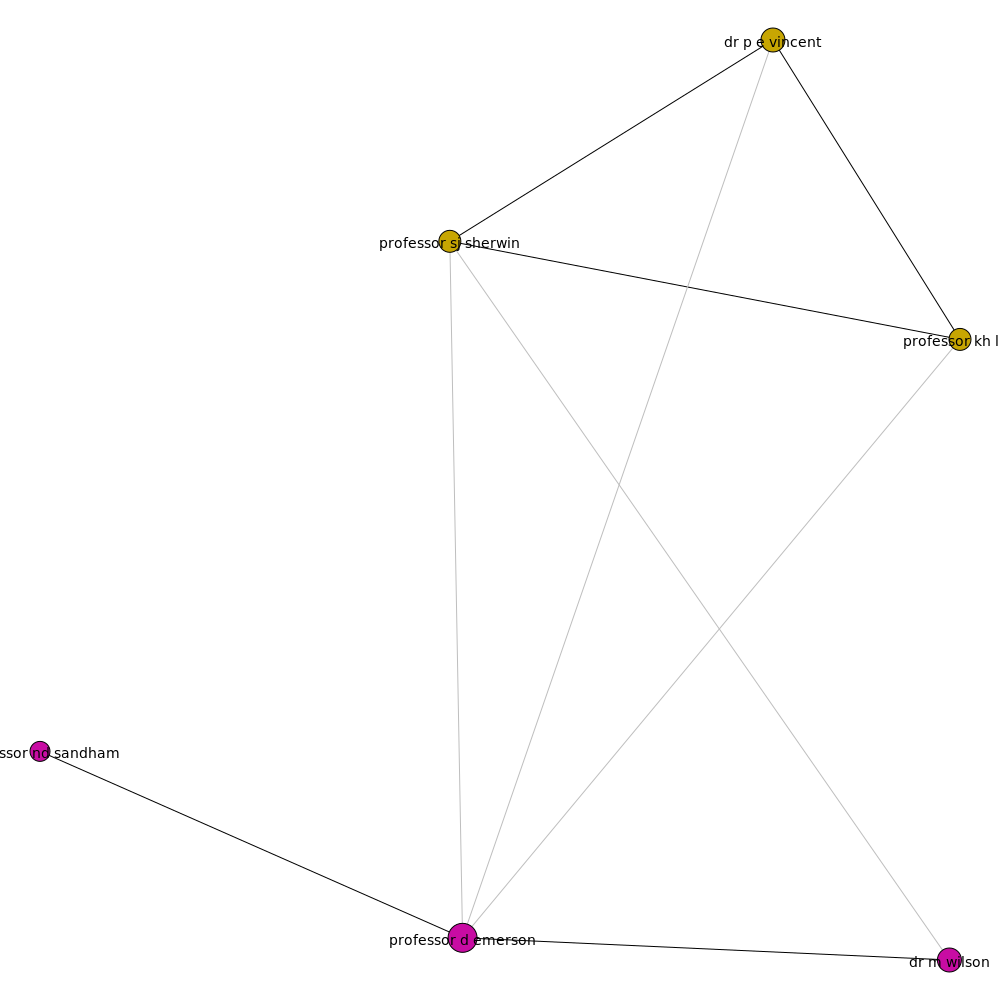 dr p e vincent
professor sj sherwin
professor kh l
ssor nd sandham
professor d emerson
dr m wilson